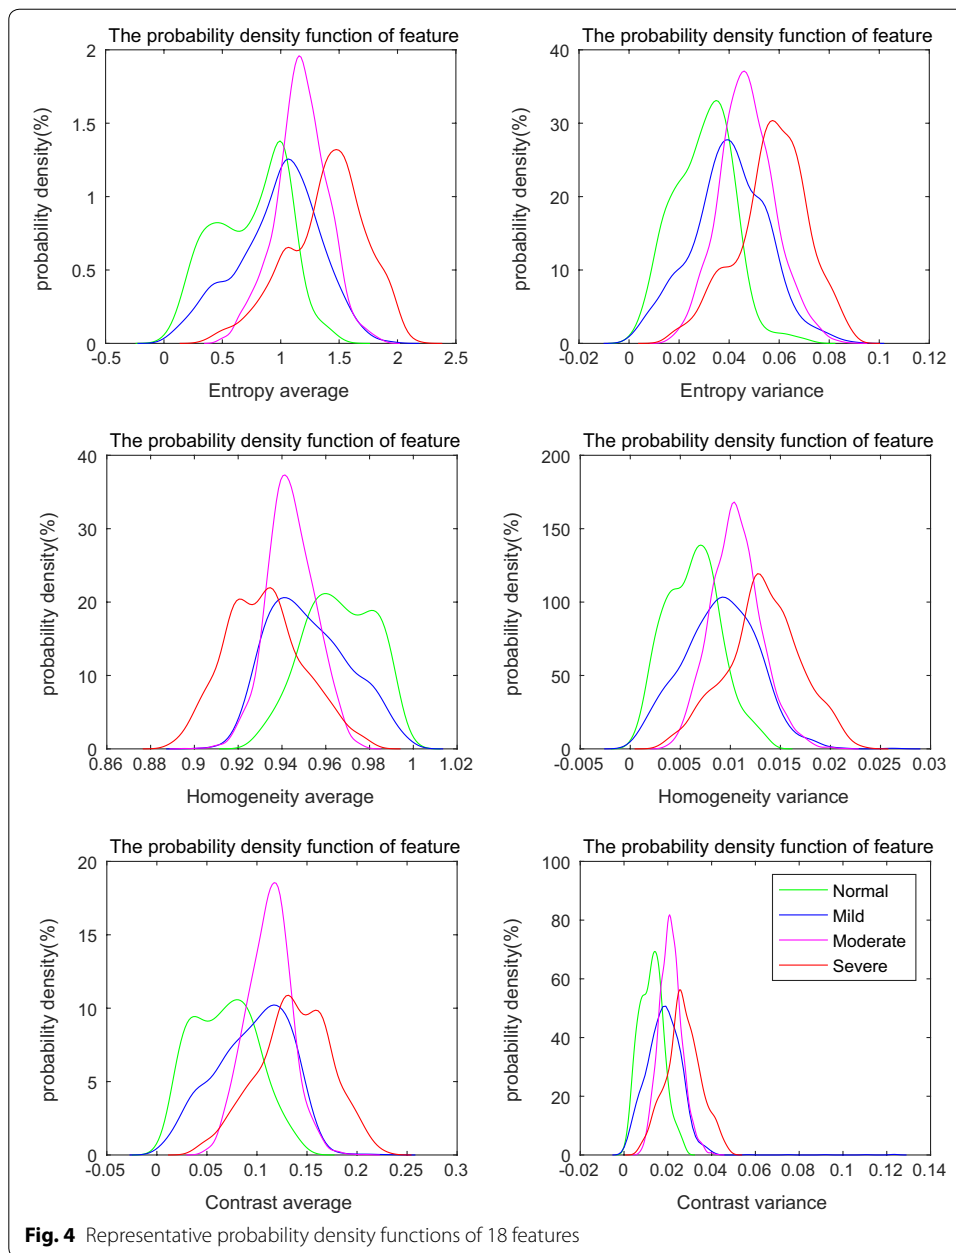 The probability density function of feature
2
1.5
1
0.5
0
probability density(%)
-0.5 0 0.5 1 1.5 2 2.5
Entropy average
The probability density function of feature
40
30
20
10
0
probability density(%)
-0.02 0 0.02 0.04 0.06 0.08 0.1 0.12
Entropy variance
The probability density function of feature
40
30
20
10
0
probability density(%)
0.86 0.88 0.9 0.92 0.94 0.96 0.98 1 1.02
Homogeneity average
The probability density function of feature
200
150
100
50
0
probability density(%)
-0.005 0 0.005 0.01 0.015 0.02 0.025 0.03
Homogeneity variance
The probability density function of feature
20
15
10
5
0
probability density(%)
-0.05 0 0.05 0.1 0.15 0.2 0.25 0.3
Contrast average
The probability density function of feature
100
80
60
40
20
0
probability density(%)
-0.02 0 0.02 0.04 0.06 0.08 0.1 0.12 0.14
Contrast variance
Normal
Mild
Moderate
Severe
Fig. 4 Representative probability density functions of 18 features